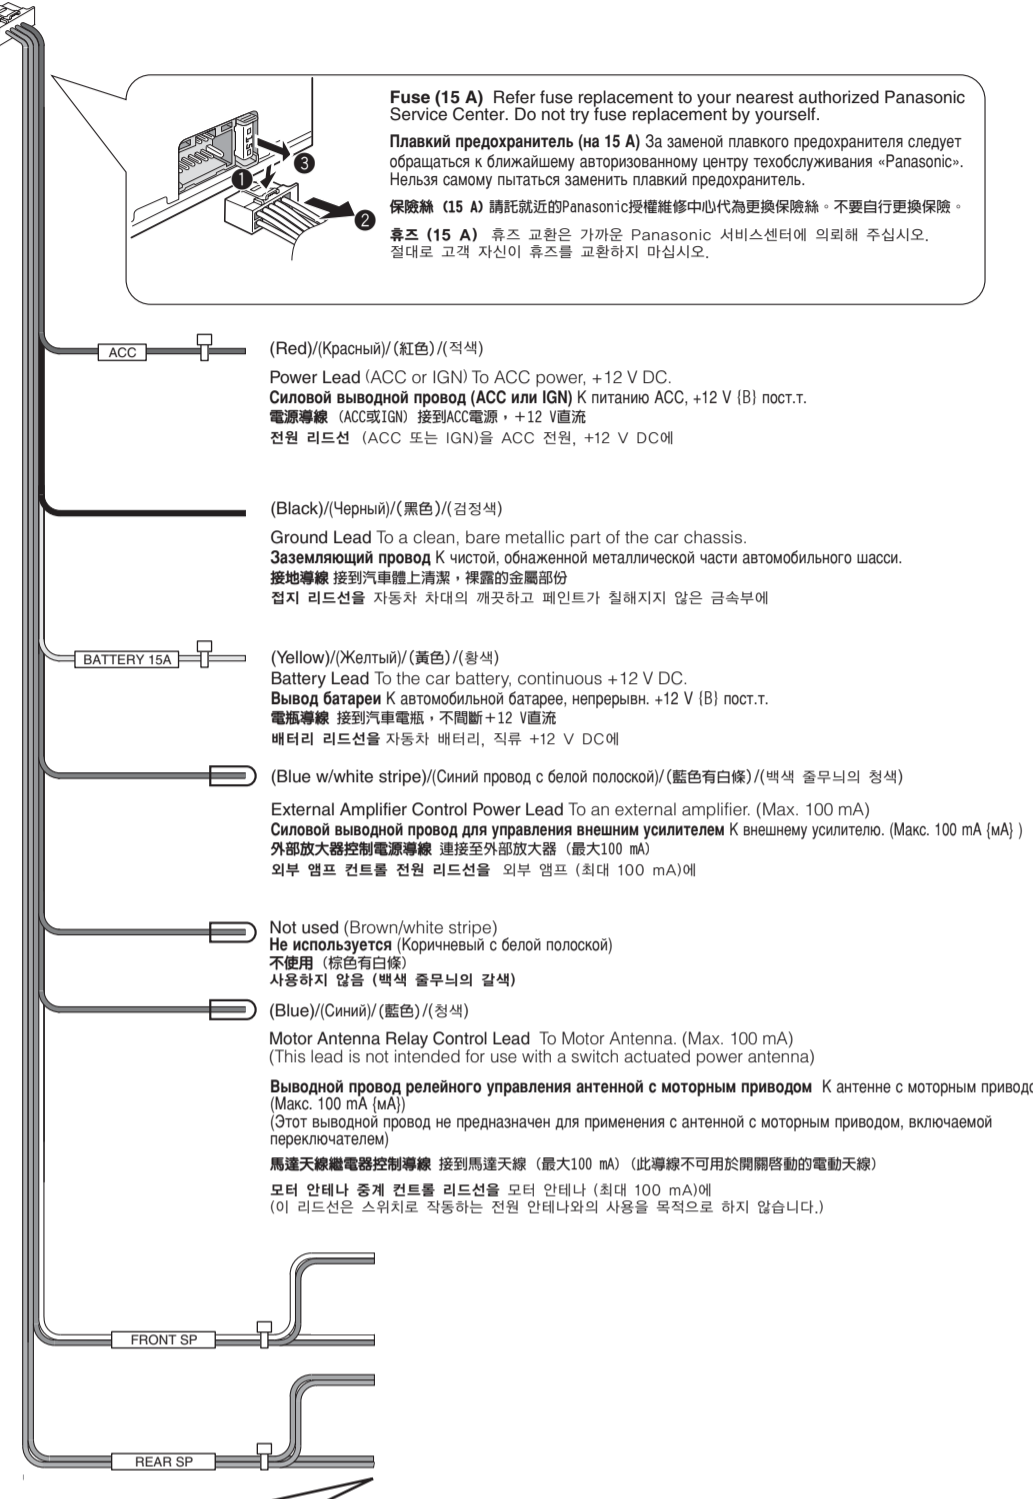 Fuse (15 A) Refer fuse replacement to your nearest authorized Panasonic
Service Center. Do not try fuse replacement by yourself.
Плавкий предохранитель (на 15 А) За заменой плавкого предохранителя следует
обращаться к ближайшему авторизованному центру техобслуживания «Panasonic».
Нельзя самому пытаться заменить плавкий предохранитель.
保險絲 (15 A) 請託就近的Panasonic授權維修中心代為更換保險絲。不要自行更換保險。
휴즈 (15 A) 휴즈 교환은 가까운 Panasonic 서비스센터에 의뢰해 주십시오.
절대로 고객 자신이 휴즈를 교환하지 마십시오.
15
❶
❷
❸
ACC
(Red)/(Красный)/(紅色)/(적색)
Power Lead (ACC or IGN) To ACC power, +12 V DC.
Силовой выводной провод (ACC или IGN) К питанию ACC, +12 V {В} пост.т.
電源導線 (ACC或IGN) 接到ACC電源，＋12 V直流
전원 리드선 (ACC 또는 IGN)을 ACC 전원, +12 V DC에
(Black)/(Черный)/(黑色)/(검정색)
Ground Lead To a clean, bare metallic part of the car chassis.
Заземляющий провод К чистой, обнаженной металлической части автомобильного шасси.
接地導線 接到汽車體上清潔，裸露的金屬部份
접지 리드선을 자동차 차대의 깨끗하고 페인트가 칠해지지 않은 금속부에
BATTERY 15A
(Yellow)/(Желтый)/(黃色)/(황색)
Battery Lead To the car battery, continuous +12 V DC.
Вывод батареи К автомобильной батарее, непрерывн. +12 V {В} пост.т.
電瓶導線 接到汽車電瓶，不間斷＋12 V直流
배터리 리드선을 자동차 배터리, 직류 +12 V DC에
(Blue w/white stripe)/(Синий провод с белой полоской)/(藍色有白條)/(백색 줄무늬의 청색)
External Amplifier Control Power Lead To an external amplifier. (Max. 100 mA)
Силовой выводной провод для управления внешним усилителем К внешнему усилителю. (Макс. 100 mA {мА} )
外部放大器控制電源導線 連接至外部放大器 (最大100 mA)
외부 앰프 컨트롤 전원 리드선을 외부 앰프 (최대 100 mA)에
Not used (Brown/white stripe)
Не используется (Коричневый с белой полоской)
不使用 (棕色有白條)
사용하지 않음 (백색 줄무늬의 갈색)
(Blue)/(Синий)/(藍色)/(청색)
Motor Antenna Relay Control Lead To Motor Antenna. (Max. 100 mA)
(This lead is not intended for use with a switch actuated power antenna)
Выводной провод релейного управления антенной с моторным приводом К антенне с моторным приводо
(Макс. 100 mA {мА})
(Этот выводной провод не предназначен для применения с антенной с моторным приводом, включаемой
переключателем)
馬達天線繼電器控制導線 接到馬達天線 (最大100 mA) (此導線不可用於開關啓動的電動天線)
모터 안테나 중계 컨트롤 리드선을 모터 안테나 (최대 100 mA)에
(이 리드선은 스위치로 작동하는 전원 안테나와의 사용을 목적으로 하지 않습니다.)
FRONT SP
REAR SP